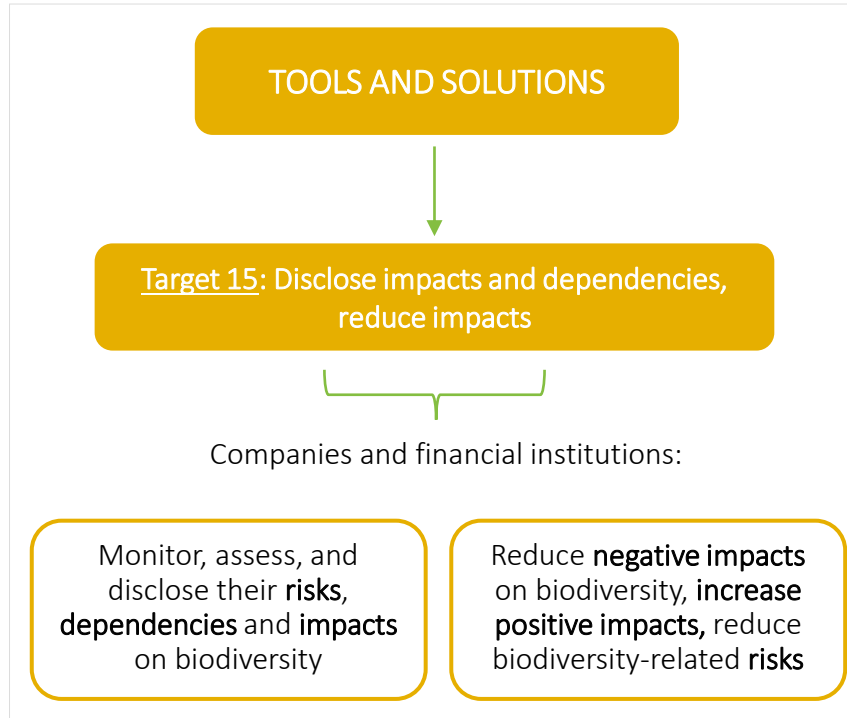 TOOLS AND SOLUTIONS
Target 15: Disclose impacts and dependencies,
reduce impacts
Companies and financial institutions:
Monitor, assess, and
disclose their risks,
dependencies and impacts
on biodiversity
Reduce negative impacts
on biodiversity, increase
positive impacts, reduce
biodiversity-related risks